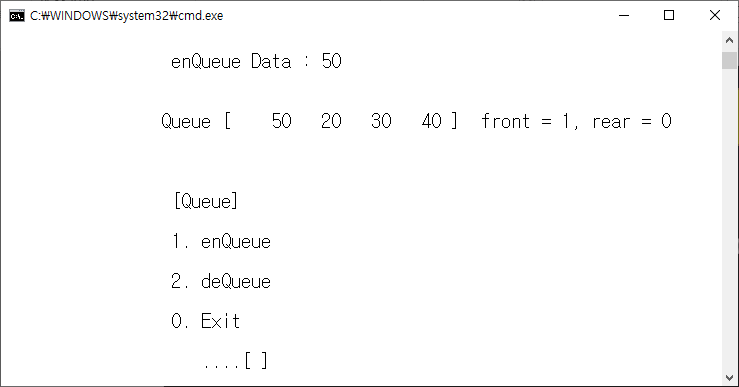 C:₩WINDOWS₩system32₩cmd.exe
enQueue Data : 50
Queue [ 50 20 30 40 ] front = 1, rear = 0
[Queue]
1. enQueue
2. deQueue
0. Exit
....[ ]